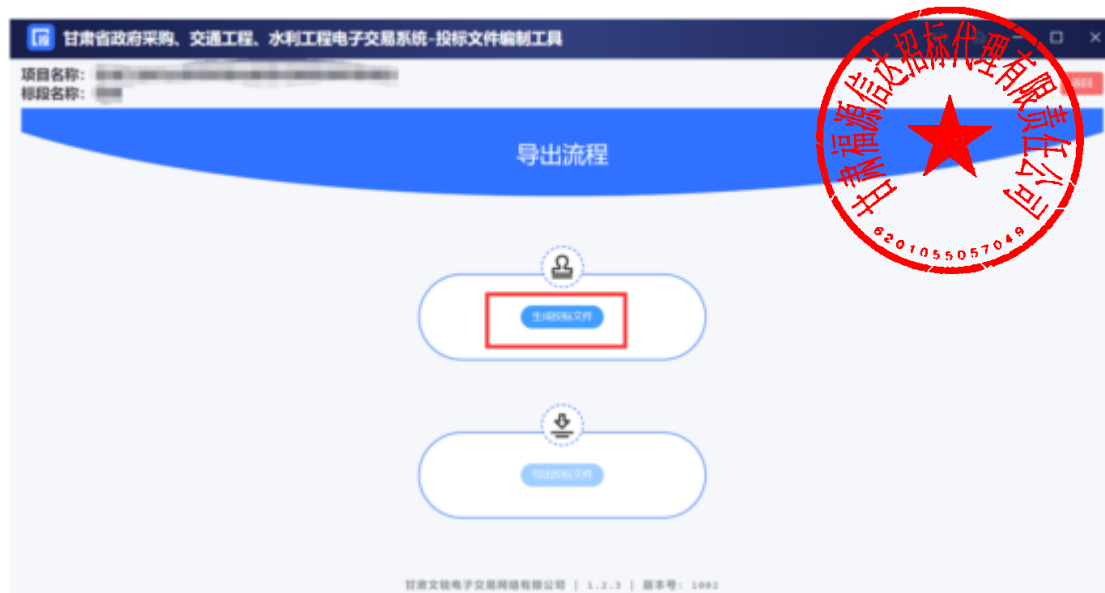 甘肃省政府采购、交通工程、水利工程电子交易系统-投标文件编制工具
项目名称：
标段名称：
导出流程
生成投标文件
导出投标文件
甘肃文锐电子交易网络有限公司 | 1.2.3 | 版本号: 1002
甘肃福源信达招标代理有限责任公司
6201055057049